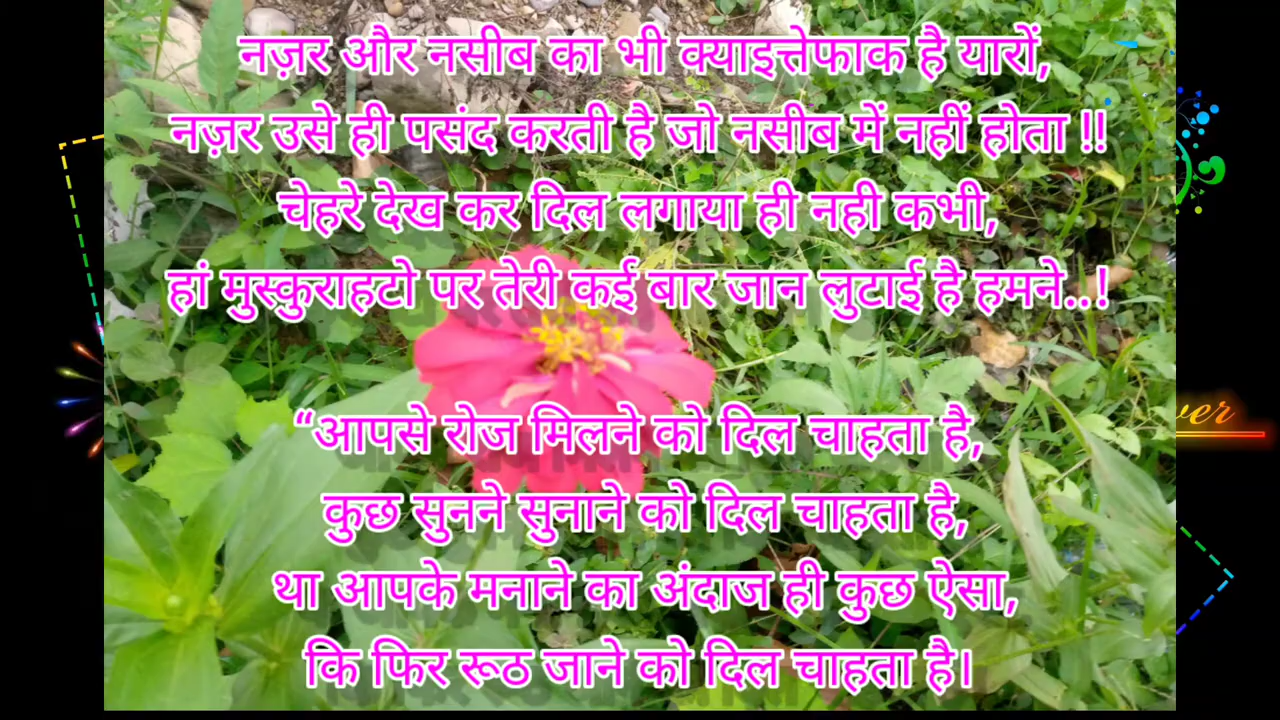 नज़र और नसीब का भी क्याइत्तेफाक है यारों,
नज़र उसे ही पसंद करती है जो नसीब में नहीं होता !!
चेहरे देख कर दिल लगाया ही नही कभी,
हां मुस्कुराहटो पर तेरी कई बार जान लुटाई है हमने..!
“आपसे रोज मिलने को दिल चाहता है,
कुछ सुनने सुनाने को दिल चाहता है,
था आपके मनाने का अंदाज ही कुछ ऐसा,
कि फिर रूठ जाने को दिल चाहता है।